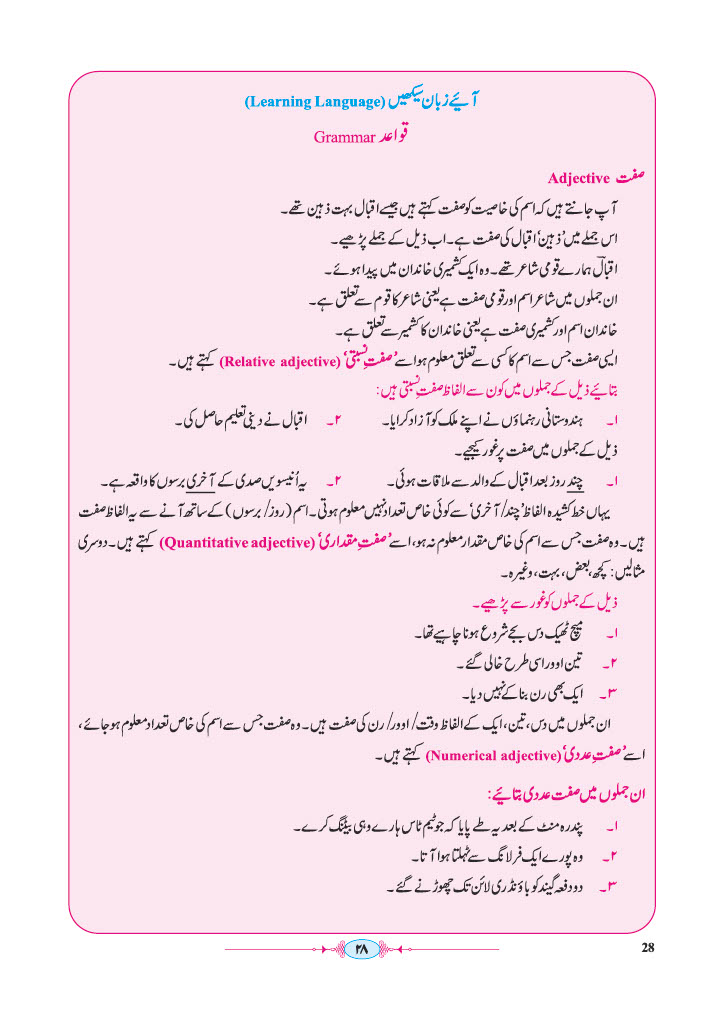 آئیے زبان سیکھیں (Learning Language)
قواعد Grammar
صفت Adjective
آپ جانتے ہیں کہ اسم کی خاصیت کو صفت کہتے ہیں جیسے اقبال بہت ذہین تھے۔
اس جملے میں ’ذہین‘ اقبال کی صفت ہے۔ اب ذیل کے جملے پڑھیے۔
اقبالؔ ہمارے قومی شاعر تھے۔ وہ ایک کشمیری خاندان میں پیدا ہوئے۔
ان جملوں میں شاعر اسم اور قومی صفت ہے یعنی شاعر کا قوم سے تعلق ہے۔
خاندان اسم اور کشمیری صفت ہے یعنی خاندان کا کشمیر سے تعلق ہے۔
ایسی صفت جس سے اسم کا کسی سے تعلق معلوم ہو اسے ’صفتِ نسبتی‘ (Relative adjective) کہتے ہیں۔
بتائیے ذیل کے جملوں میں کون سے الفاظ صفتِ نسبتی ہیں:
۱۔ ہندوستانی رہنماؤں نے اپنے ملک کو آزاد کرایا۔ ۲۔ اقبال نے دینی تعلیم حاصل کی۔
ذیل کے جملوں میں صفت پر غور کیجیے۔
۱۔ چند روز بعد اقبال کے والد سے ملاقات ہوئی۔ ۲۔ یہ اُنیسویں صدی کے آخری برسوں کا واقعہ ہے۔
یہاں خط کشیدہ الفاظ ’چند/ آخری‘ سے کوئی خاص تعداد نہیں معلوم ہوتی۔ اسم (روز/ برسوں) کے ساتھ آنے سے یہ الفاظ صفت
ہیں۔ وہ صفت جس سے اسم کی خاص مقدار معلوم نہ ہو، اسے ’صفتِ مقداری‘ (Quantitative adjective) کہتے ہیں۔ دوسری
مثالیں: کچھ، بعض، بہت، وغیرہ۔
ذیل کے جملوں کو غور سے پڑھیے۔
۱۔ میچ ٹھیک دس بجے شروع ہونا چاہیے تھا۔
۲۔ تین اوور اسی طرح خالی گئے۔
۳۔ ایک بھی رن بنا کے نہیں دیا۔
ان جملوں میں دس، تین، ایک کے الفاظ وقت/ اوور/ رن کی صفت ہیں۔ وہ صفت جس سے اسم کی خاص تعداد معلوم ہو جائے،
اسے ’صفتِ عددی‘ (Numerical adjective) کہتے ہیں۔
ان جملوں میں صفت عددی بتائیے:
۱۔ پندرہ منٹ کے بعد یہ طے پایا کہ جو ٹیم ٹاس ہارے وہی بیٹنگ کرے۔
۲۔ وہ پورے ایک فرلانگ سے ٹہلتا ہوا آتا۔
۳۔ دو دفعہ گیند کو باؤنڈری لائن تک چھوڑنے گئے۔
۲۸
28